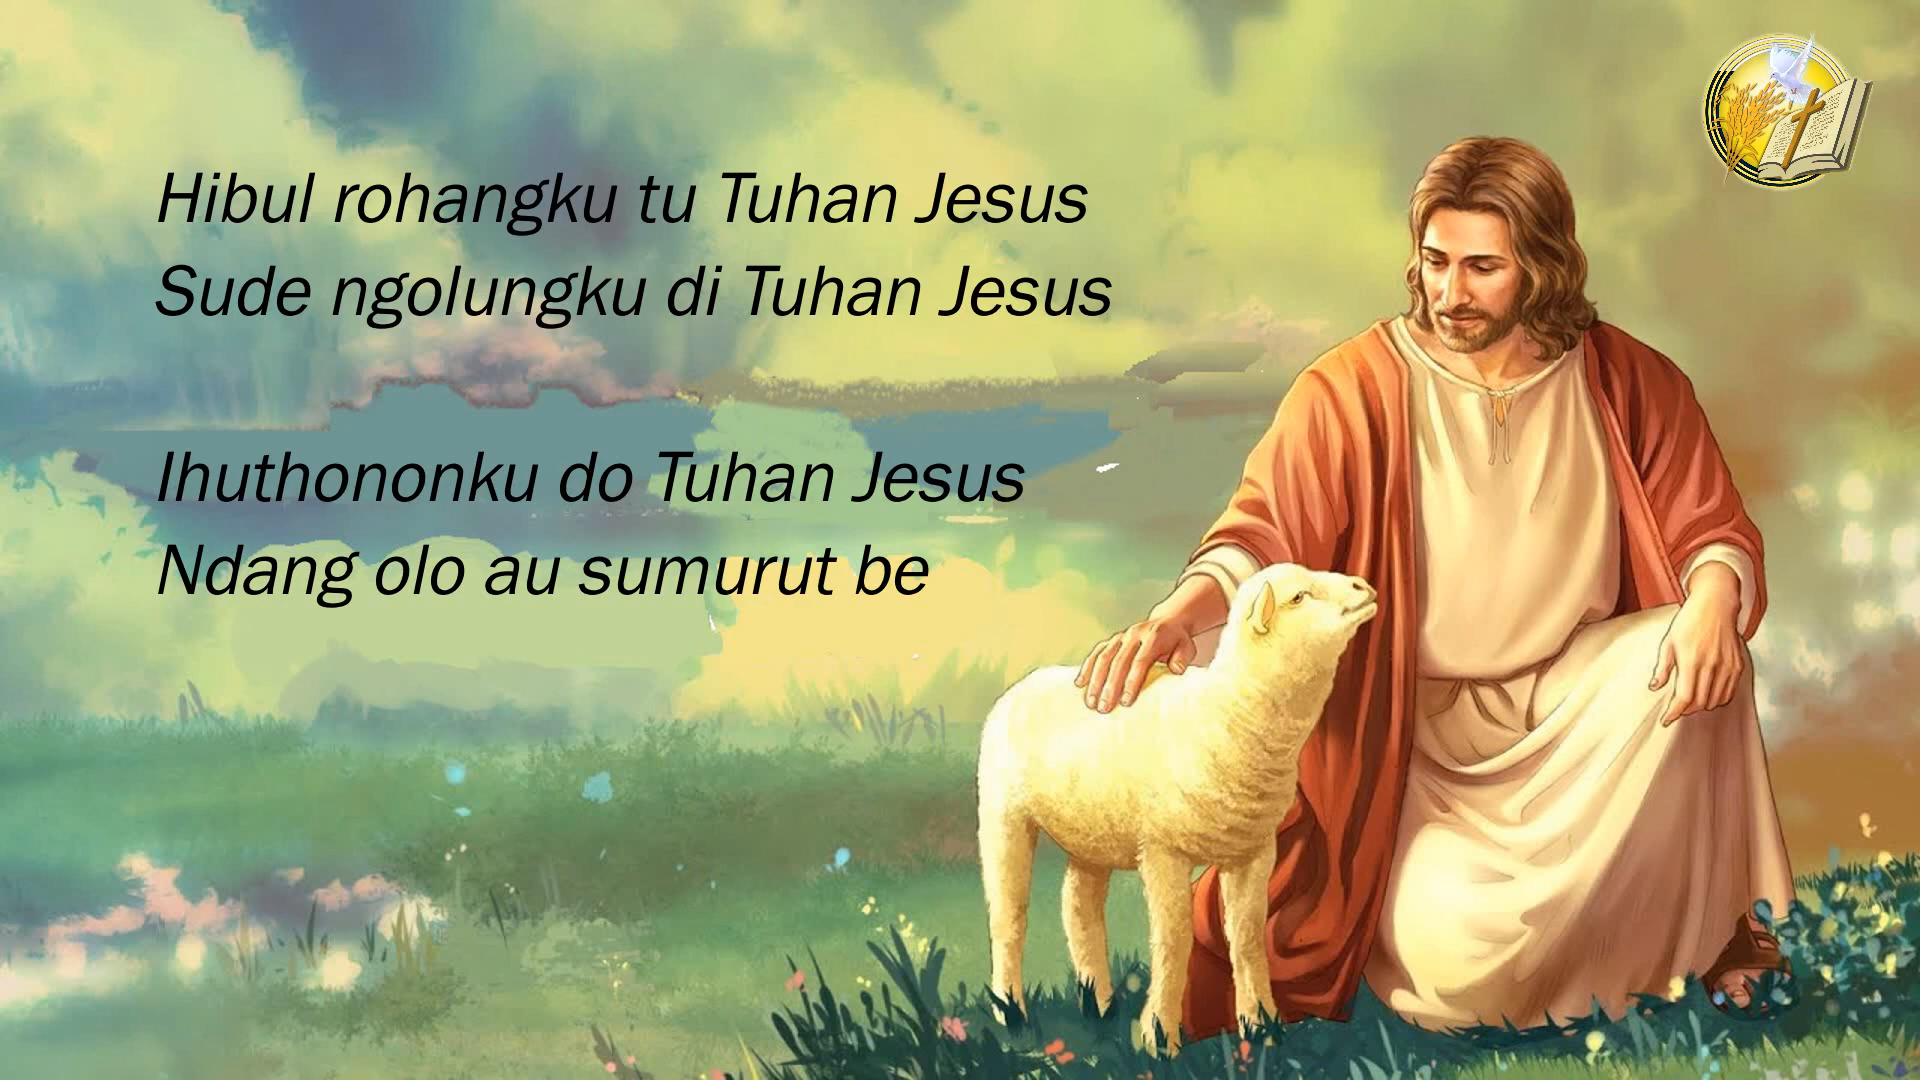 Hibul rohangku tu Tuhan Jesus
Sude ngolungku di Tuhan Jesus
Ihuthononku do Tuhan Jesus
Ndang olo au sumurut be